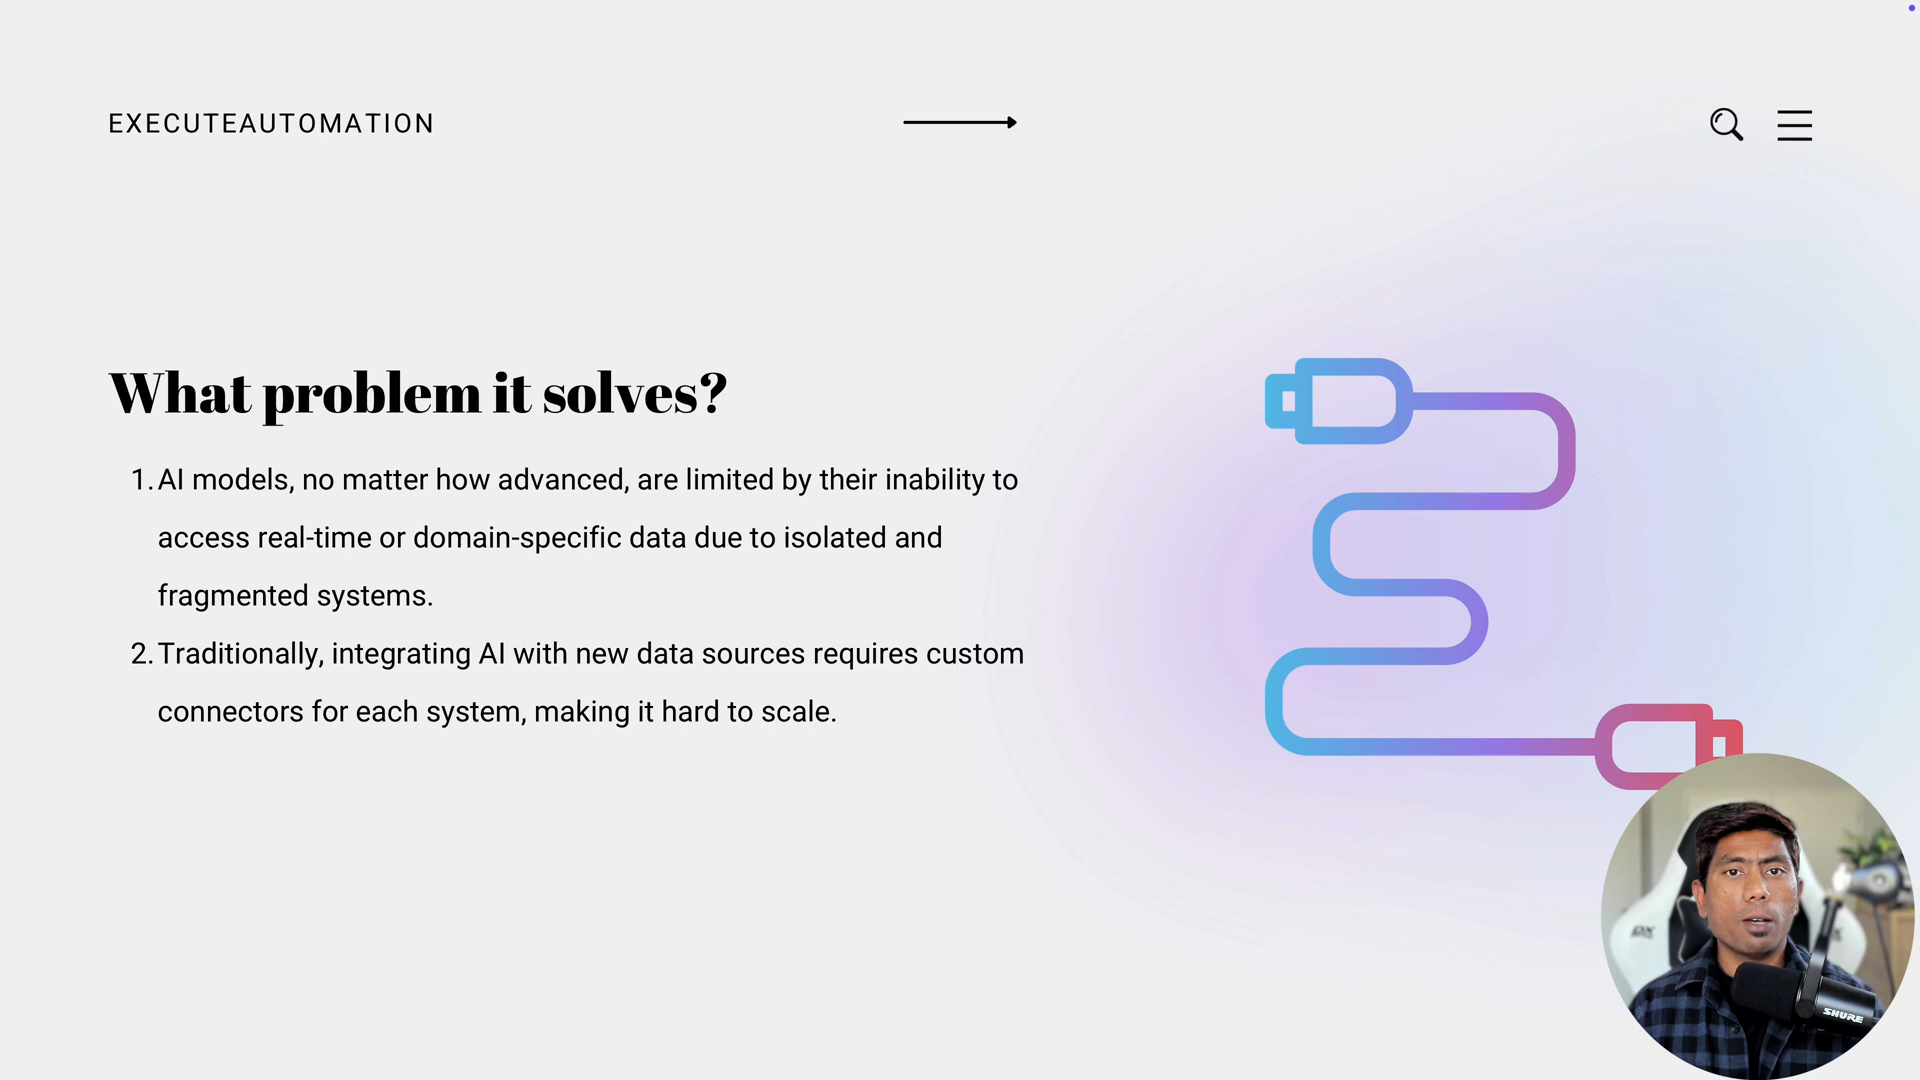 EXECUTEAUTOMATION
What problem it solves?
1. AI models, no matter how advanced, are limited by their inability to
access real-time or domain-specific data due to isolated and
fragmented systems.
2. Traditionally, integrating AI with new data sources requires custom
connectors for each system, making it hard to scale.
SHURE